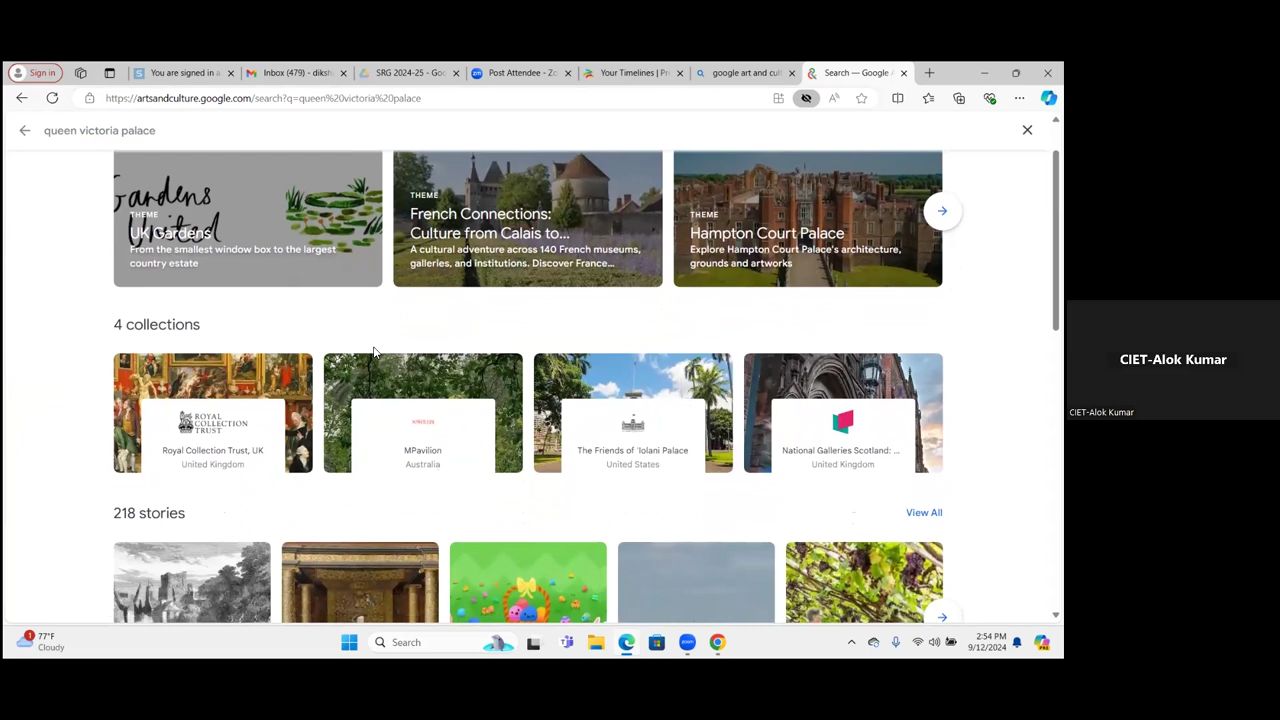 Sign in
You are signed in a
Inbox (479) - diksh
SRG 2024-25 - Goo
Post Attendee - Zo
Your Timelines | Pr
google art and cult
Search — Google A
https://artsandculture.google.com/search?q=queen%20victoria%20palace
queen victoria palace
Gardens
United
THEME
UK Gardens
From the smallest window box to the largest
country estate
THEME
French Connections:
Culture from Calais to...
A cultural adventure across 140 French museums,
galleries, and institutions. Discover France...
THEME
Hampton Court Palace
Explore Hampton Court Palace's architecture,
grounds and artworks
4 collections
ROYAL
COLLECTION
TRUST
Royal Collection Trust, UK
United Kingdom
MPavilion
Australia
The Friends of ʻIolani Palace
United States
National Galleries Scotland: ...
United Kingdom
218 stories
View All
CIET-Alok Kumar
CIET-Alok Kumar
1
77°F
Cloudy
Search
2:54 PM
9/12/2024